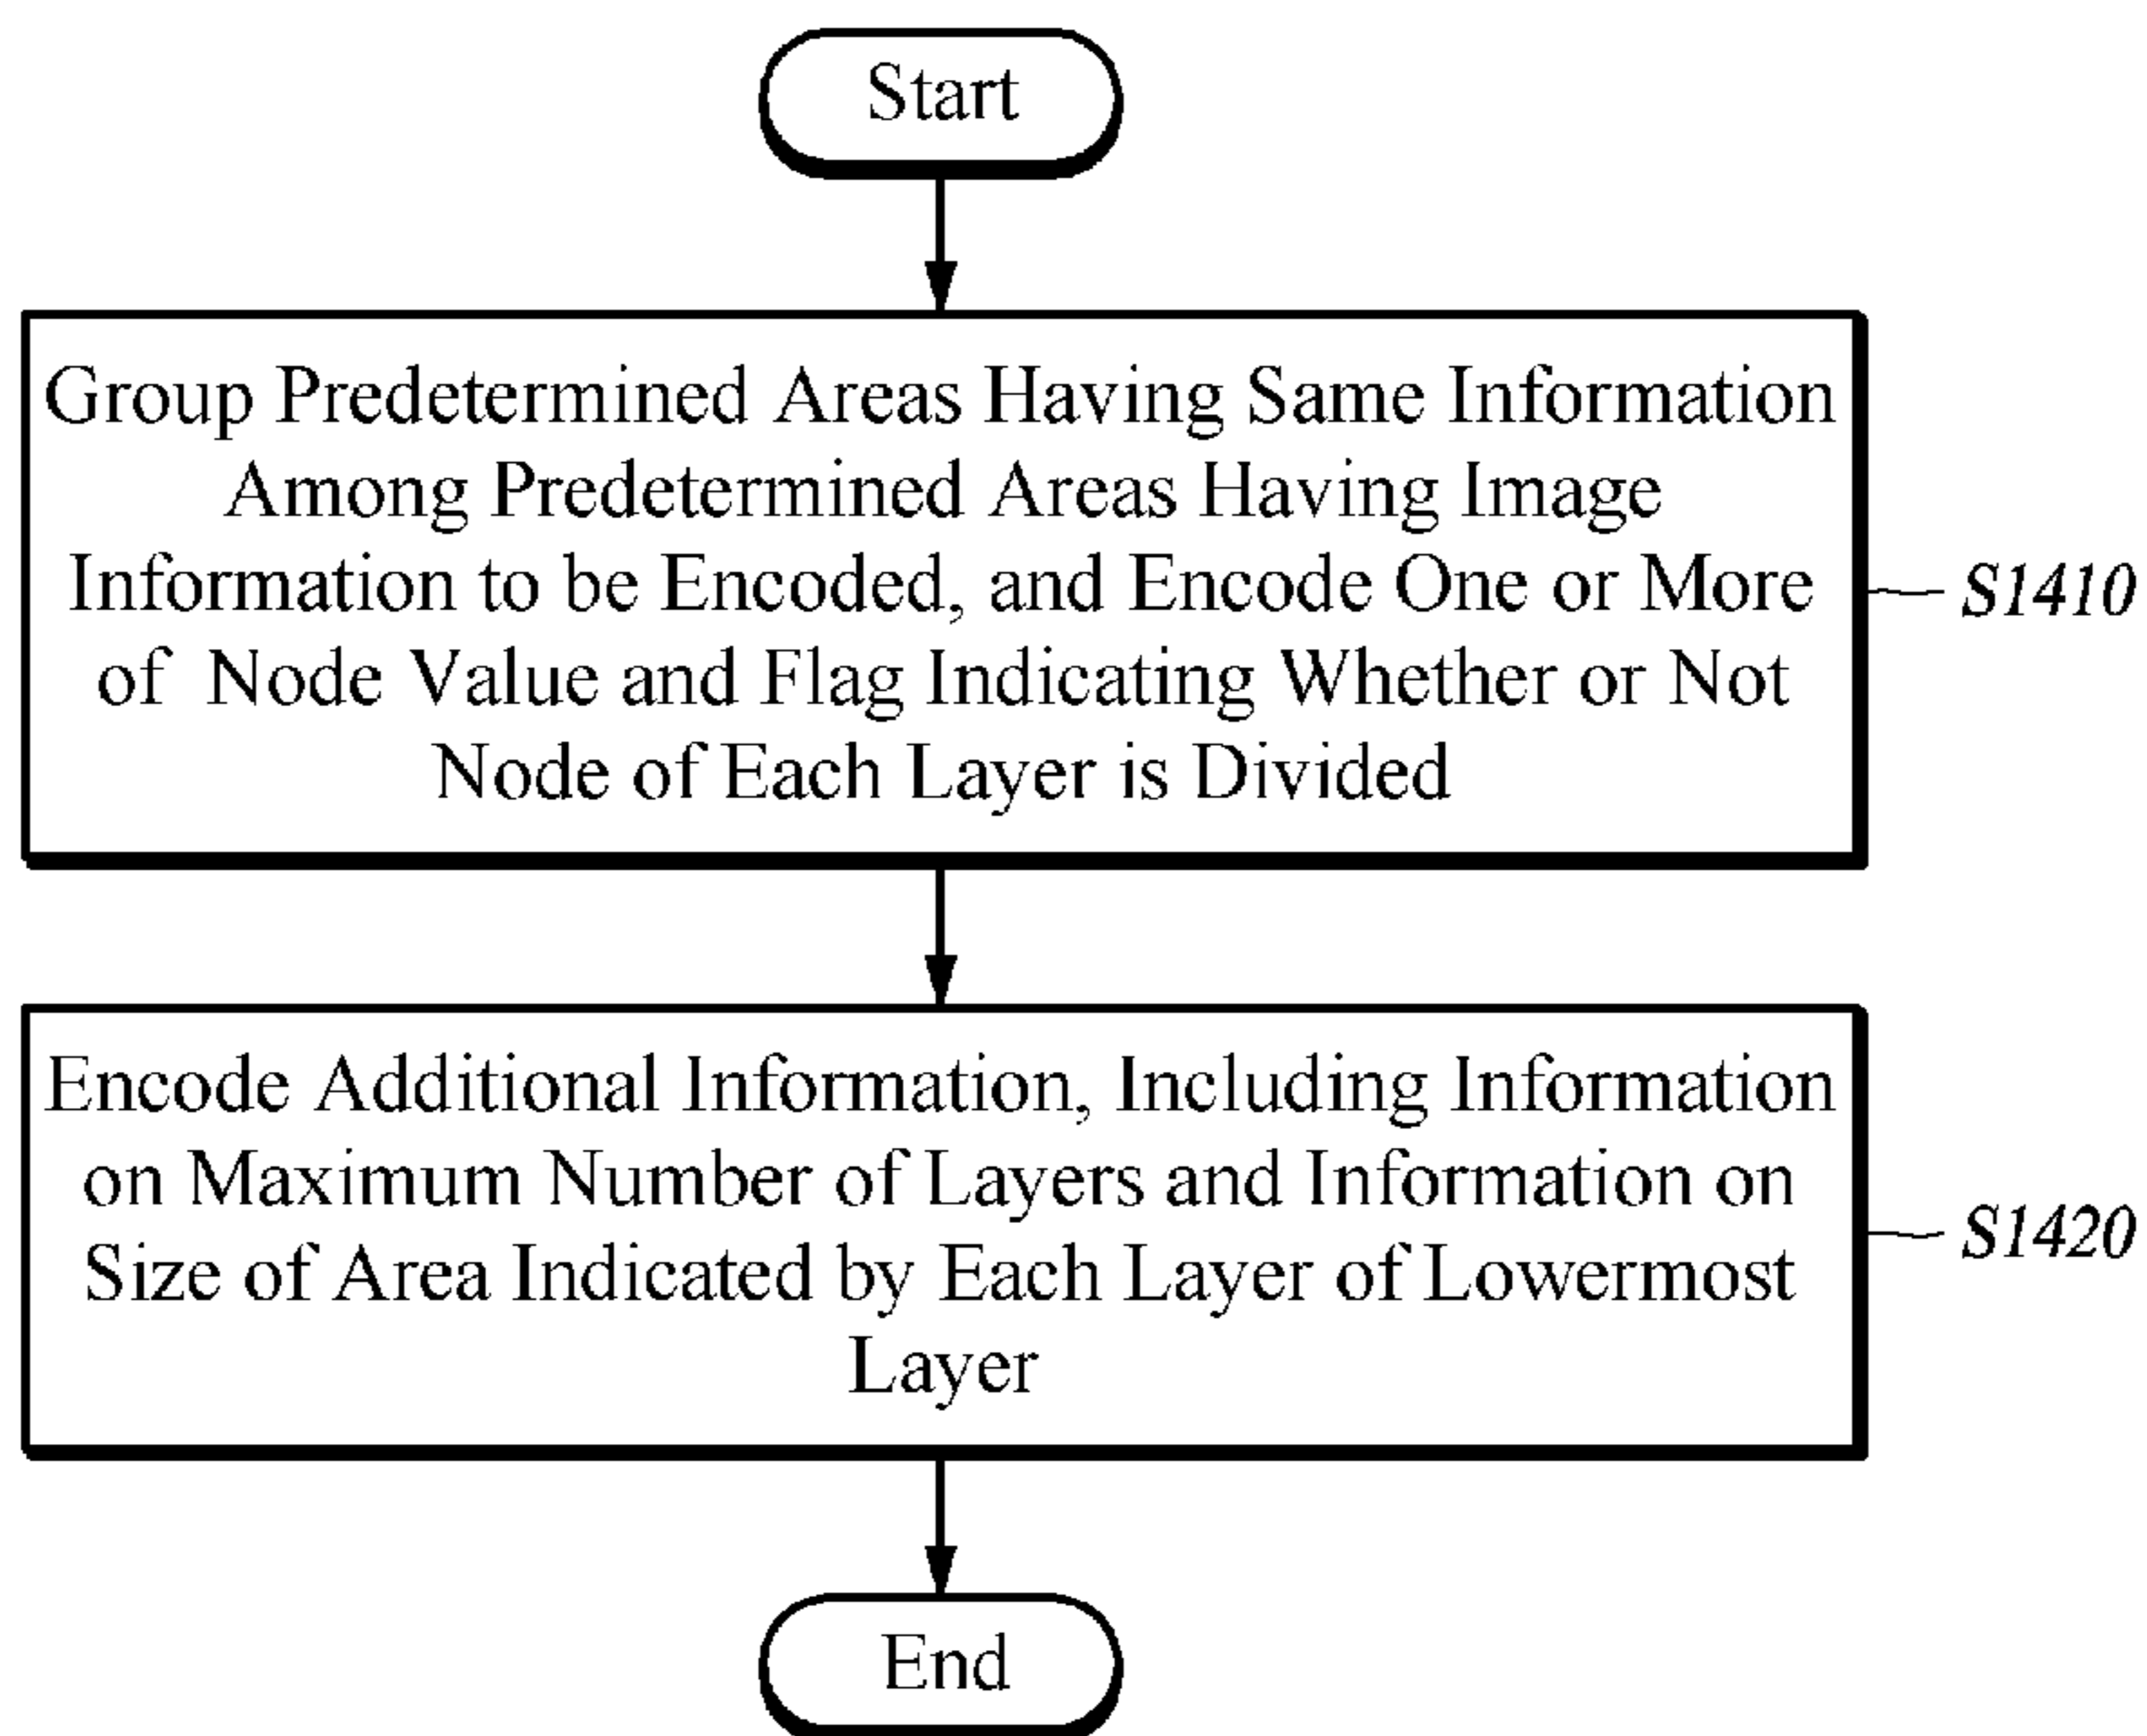 Start
Group Predetermined Areas Having Same Information
Among Predetermined Areas Having Image
Information to be Encoded, and Encode One or More
of Node Value and Flag Indicating Whether or Not
Node of Each Layer is Divided
S1410
Encode Additional Information, Including Information
on Maximum Number of Layers and Information on
Size of Area Indicated by Each Layer of Lowermost
Layer
S1420
End